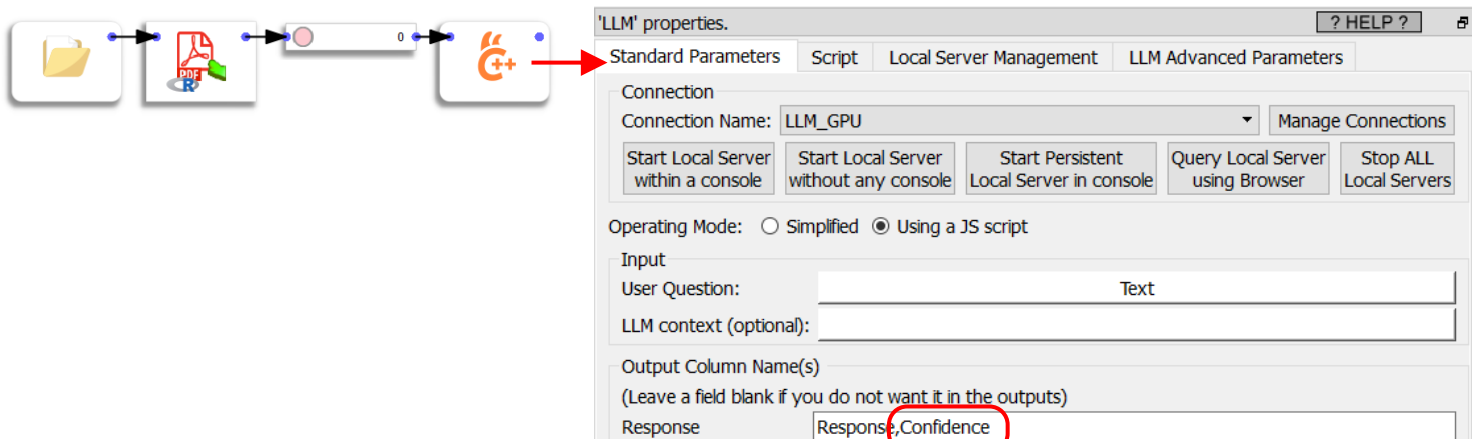 'LLM' properties.
? HELP ?
Standard Parameters
Script
Local Server Management
LLM Advanced Parameters
PDF
R
0
C++
Connection
Connection Name:
LLM_GPU
Manage Connections
Start Local Server
within a console
Start Local Server
without any console
Start Persistent
Local Server in console
Query Local Server
using Browser
Stop ALL
Local Servers
Operating Mode:
Simplified
Using a JS script
Input
User Question:
Text
LLM context (optional):
Output Column Name(s)
(Leave a field blank if you do not want it in the outputs)
Response
Response,Confidence